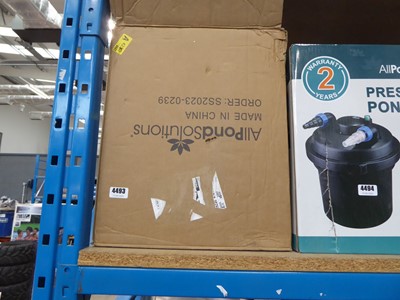 ORDER: SS2023-0239
MADE IN CHINA
AllPondSolutions
4493
WARRANTY
2
YEARS
AllPo
PRES
PON
4494